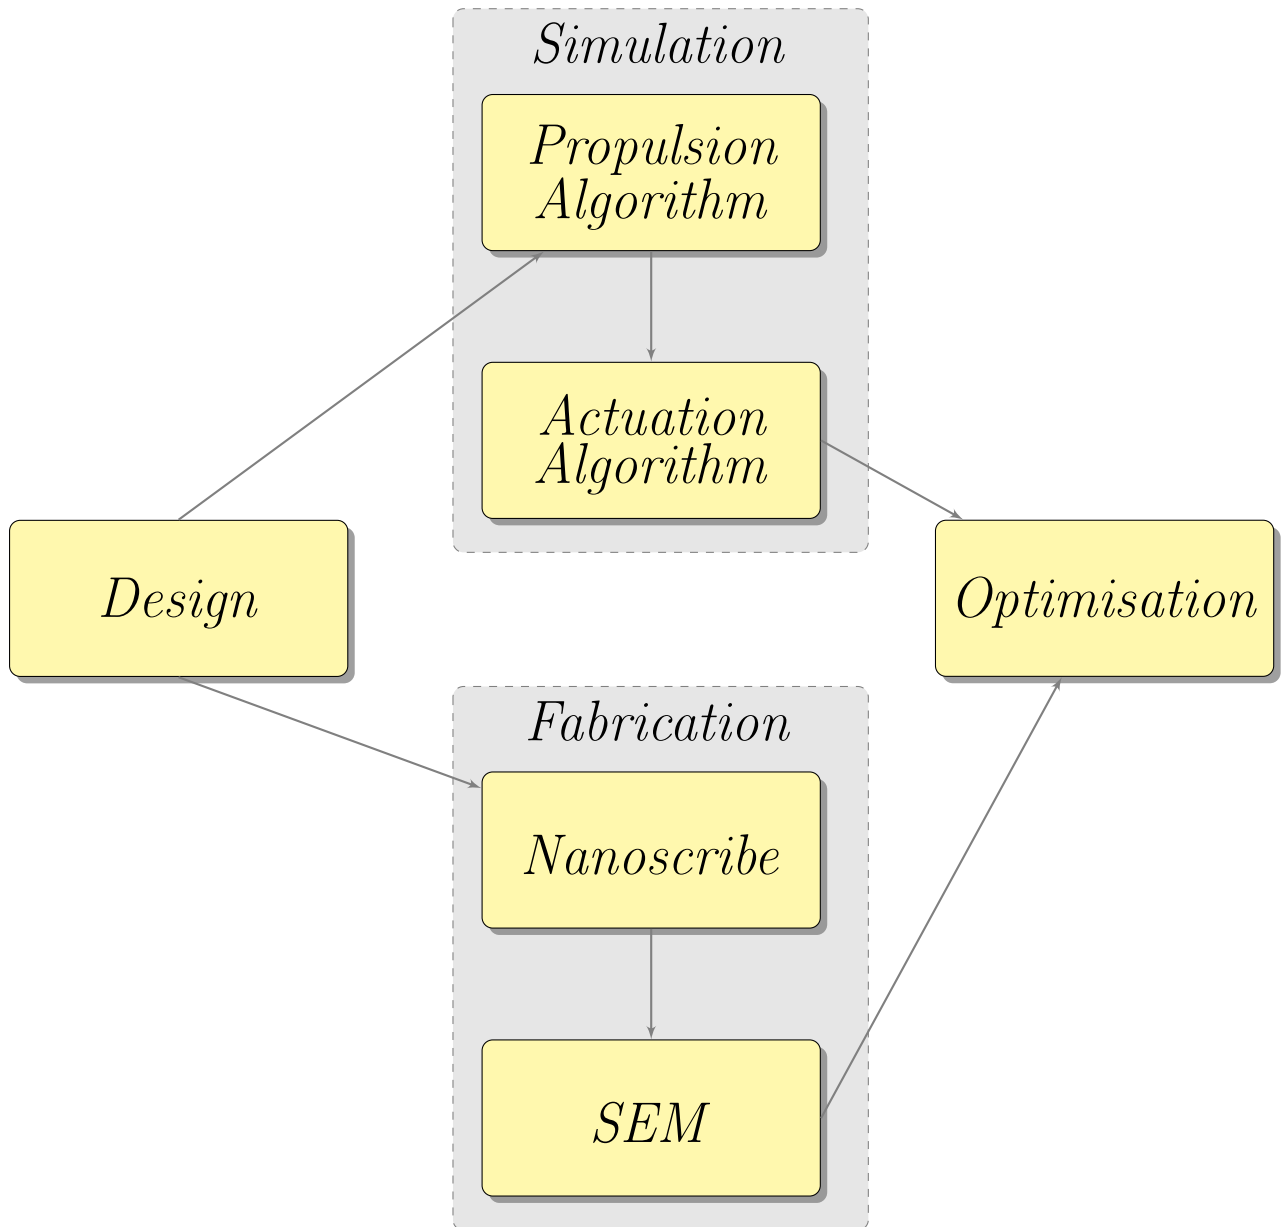 Simulation
Propulsion
Algorithm
Actuation
Algorithm
Design
Optimisation
Fabrication
Nanoscribe
SEM